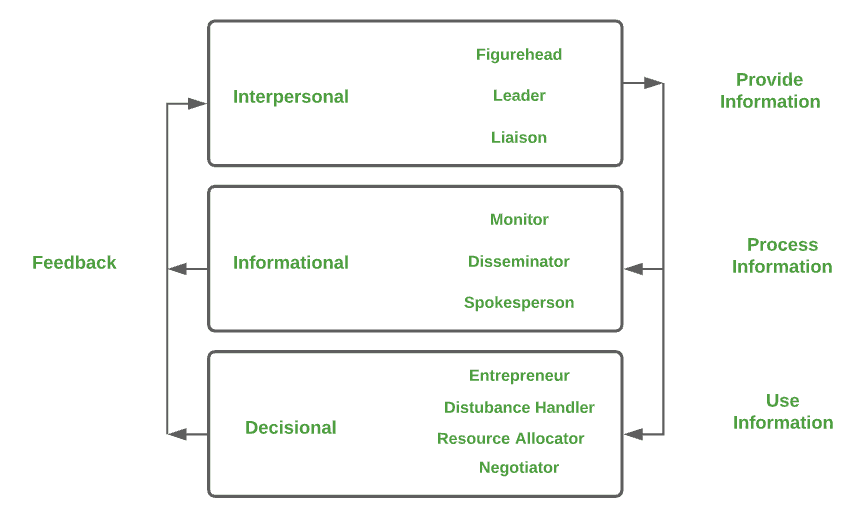 Feedback
Interpersonal
Figurehead
Leader
Liaison
Provide
Information
Informational
Monitor
Disseminator
Spokesperson
Process
Information
Decisional
Entrepreneur
Distubance Handler
Resource Allocator
Negotiator
Use
Information